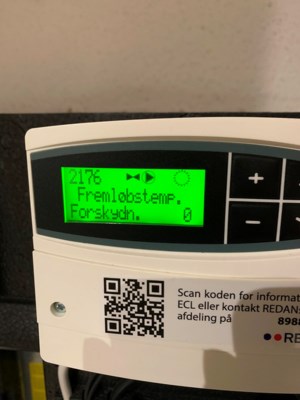 2176
Fremløbstemp.
Forskydn. 0
+
−
Scan koden for informat
ECL eller kontakt REDAN
afdeling på
898
RE